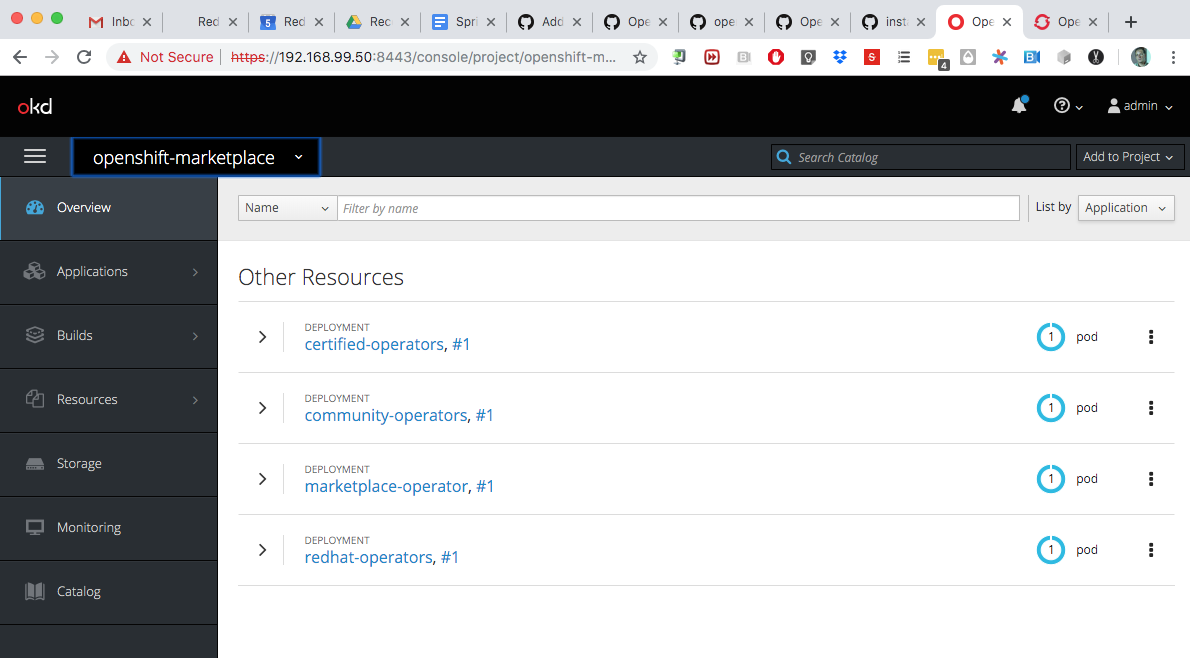 Inbc
Red
5
Red
Rec
Spri
Add
Ope
ope
Ope
inst
Ope
Ope
Not Secure
https://192.168.99.50:8443/console/project/openshift-m...
4
okd
admin
openshift-marketplace
Search Catalog
Add to Project
Overview
Name
Filter by name
List by
Application
Applications
Builds
Resources
Storage
Monitoring
Catalog
Other Resources
DEPLOYMENT
certified-operators, #1
1 pod
DEPLOYMENT
community-operators, #1
1 pod
DEPLOYMENT
marketplace-operator, #1
1 pod
DEPLOYMENT
redhat-operators, #1
1 pod